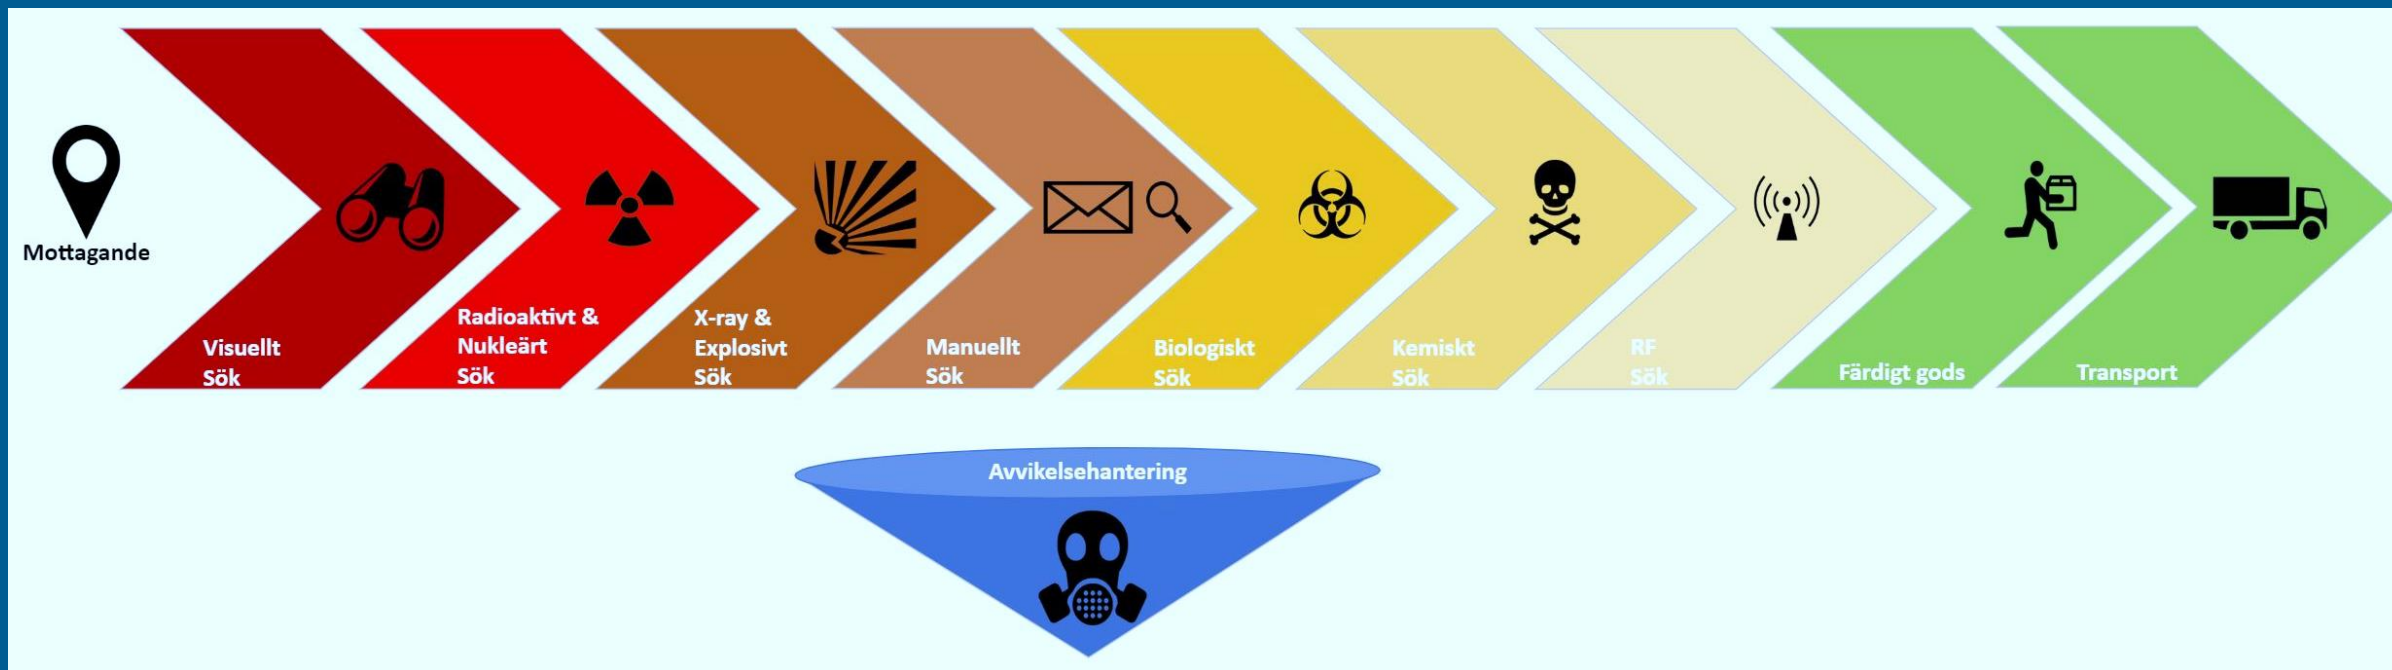 Mottagande
Visuellt
Sök
Radioaktivt &
Nukleärt
Sök
X-ray &
Explosivt
Sök
Manuellt
Sök
Biologiskt
Sök
Kemiskt
Sök
RF
Sök
Färdigt gods
Transport
Avvikelsehantering